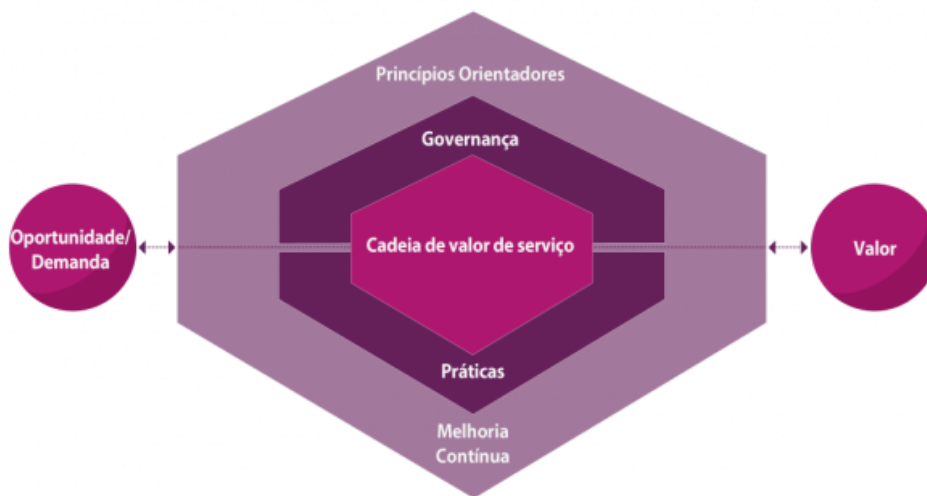 Princípios Orientadores
Governança
Oportunidade/
Demanda
Cadeia de valor de serviço
Valor
Práticas
Melhoria
Contínua